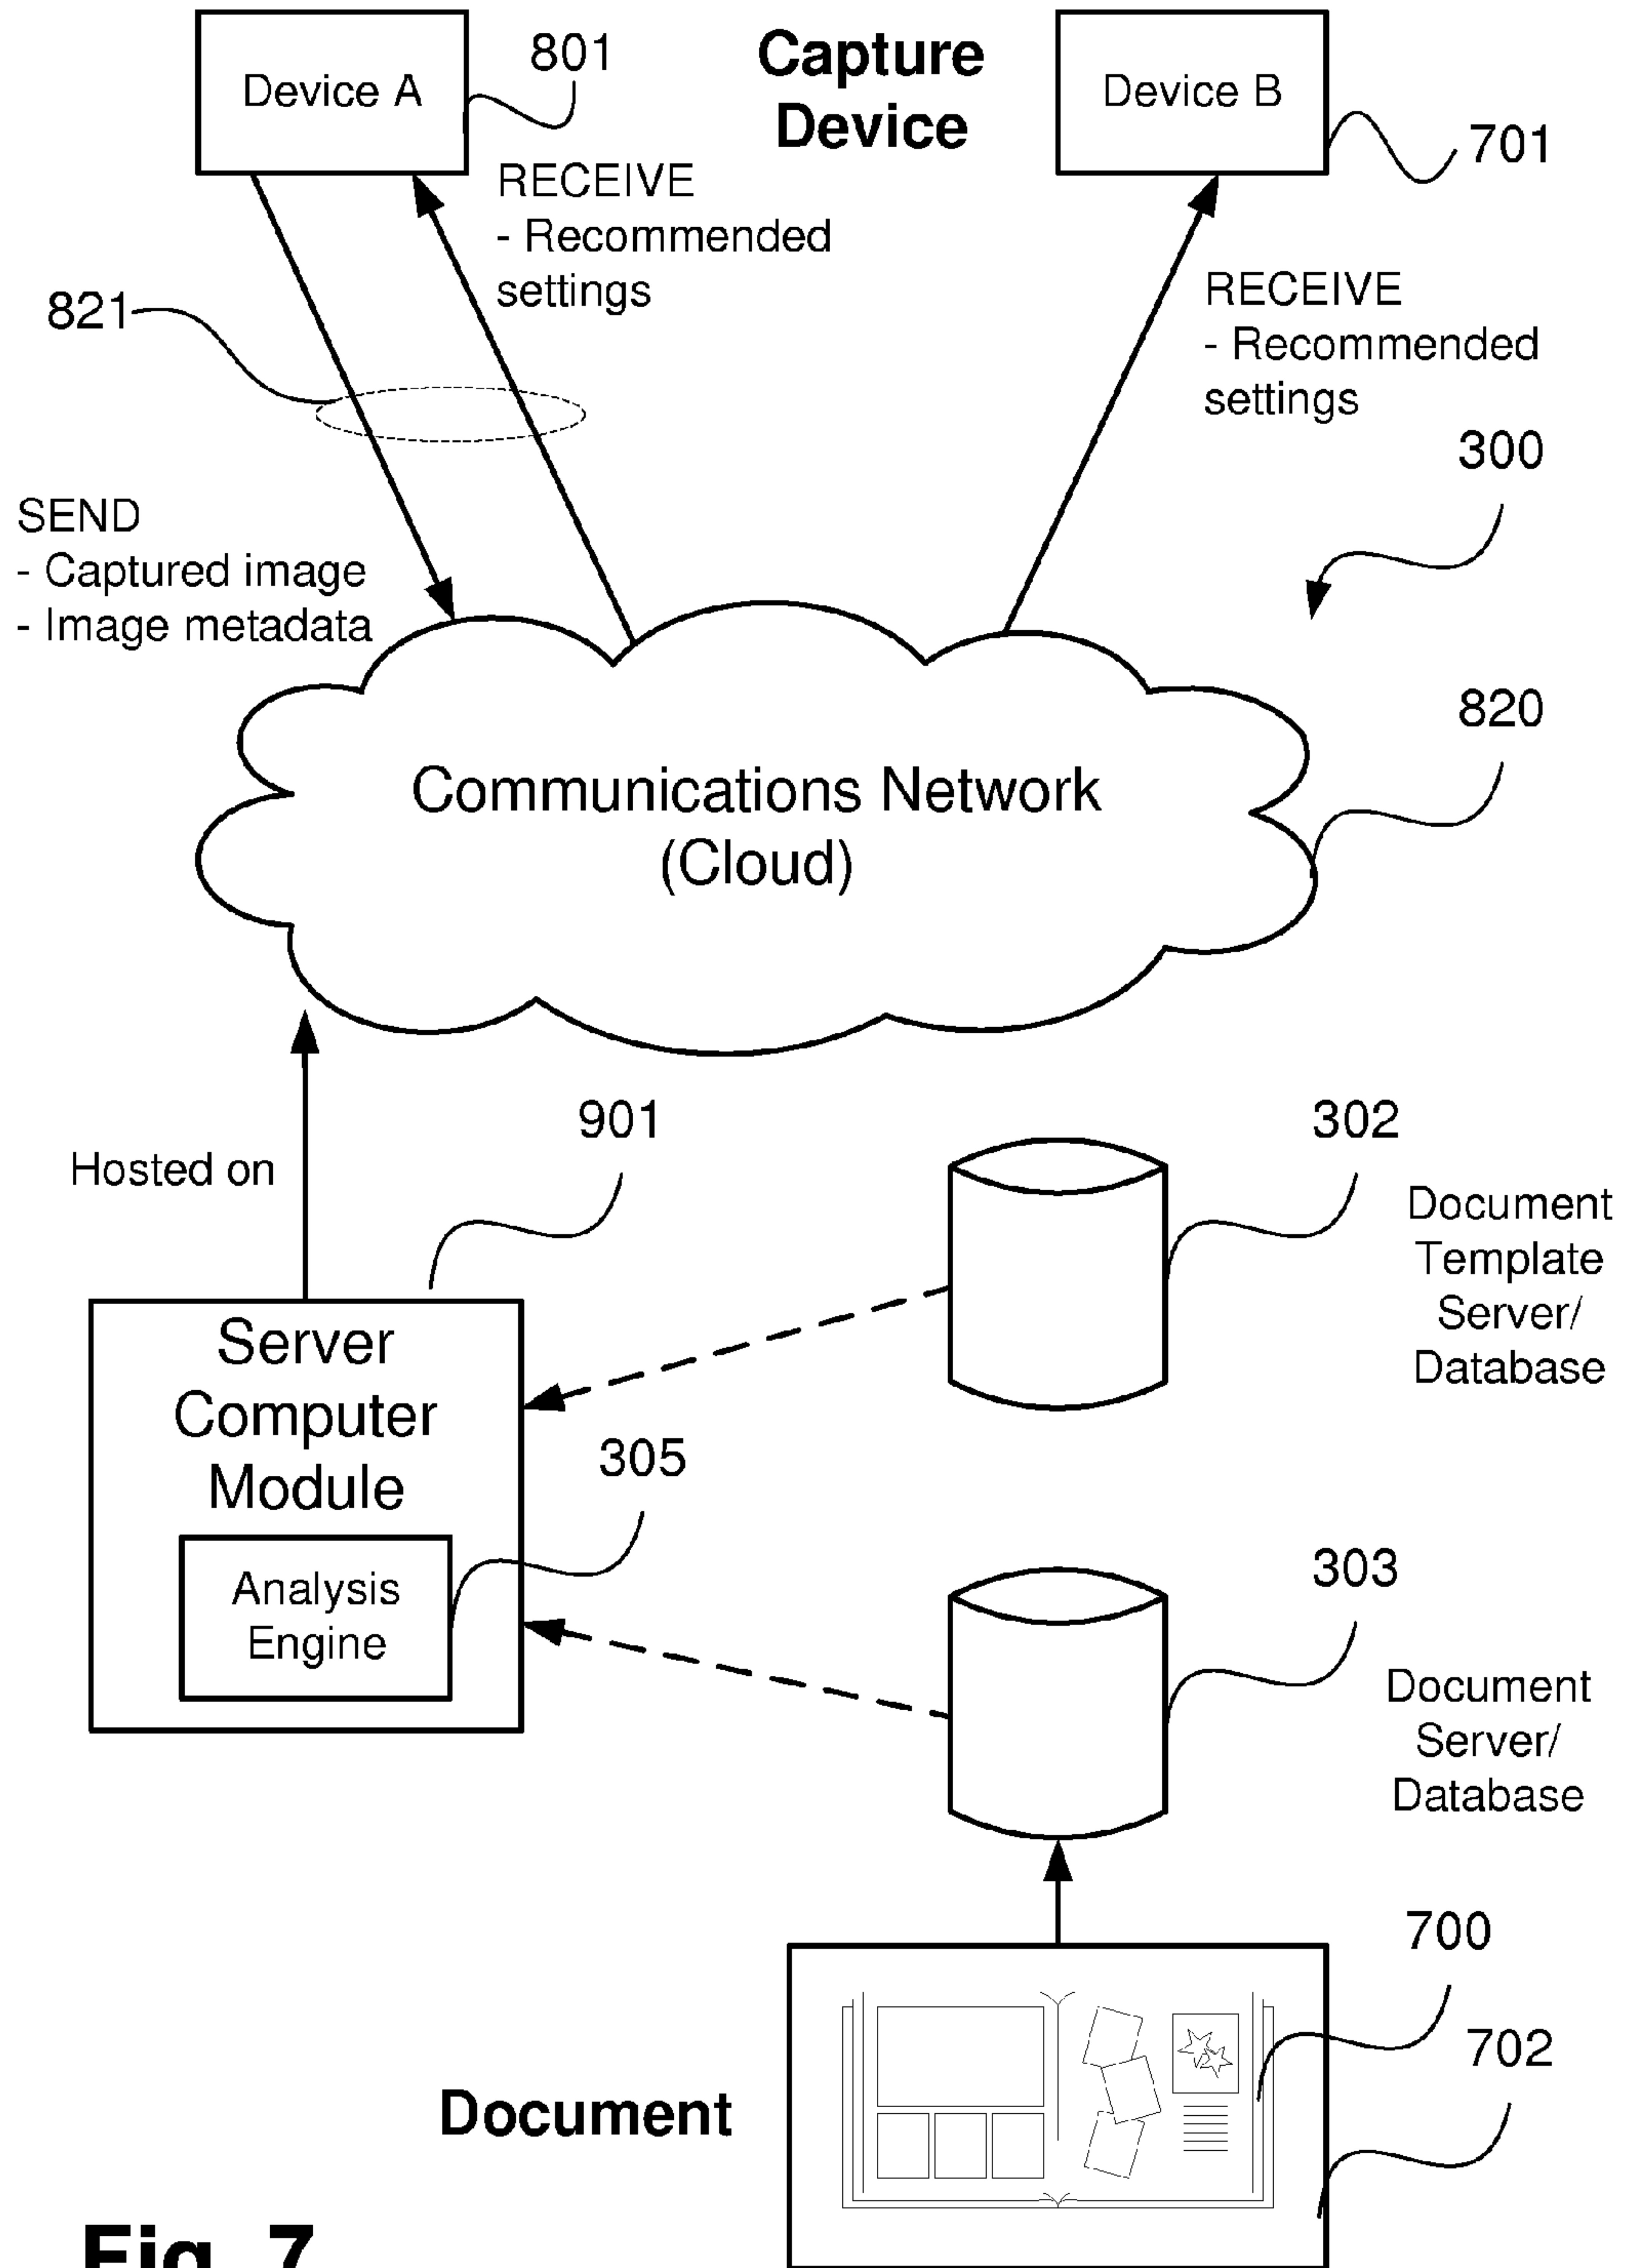 Device A
801
Capture
Device
Device B
701
RECEIVE
- Recommended
settings
821
RECEIVE
- Recommended
settings
300
SEND
- Captured image
- Image metadata
820
Communications Network
(Cloud)
Hosted on
901
302
Document
Template
Server/
Database
Server
Computer
Module
305
Analysis
Engine
303
Document
Server/
Database
700
702
Document
Fig. 7